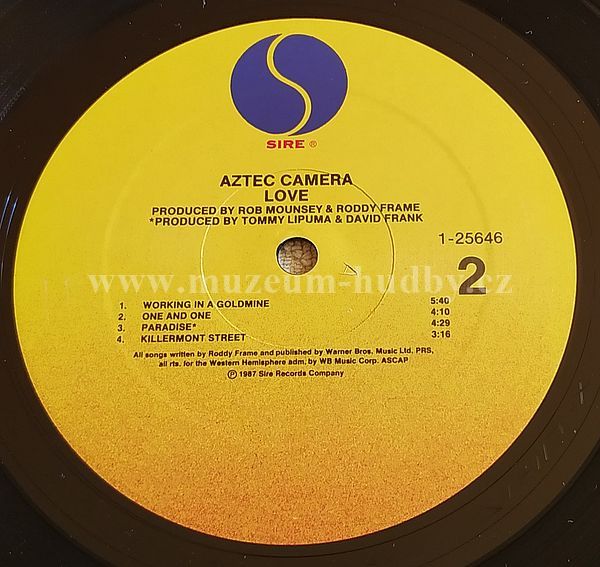 SIRE ®
AZTEC CAMERA
LOVE
PRODUCED BY ROB MOUNSEY & RODDY FRAME
*PRODUCED BY TOMMY LIPUMA & DAVID FRANK
1-25646
2
www.muzeum-hudby.cz
1. WORKING IN A GOLDMINE 5:40
2. ONE AND ONE 4:10
3. PARADISE* 4:29
4. KILLERMONT STREET 3:16
All songs written by Roddy Frame and published by Warner Bros. Music Ltd. PRS,
all rts. for the Western Hemisphere adm. by WB Music Corp. ASCAP
℗ 1987 Sire Records Company